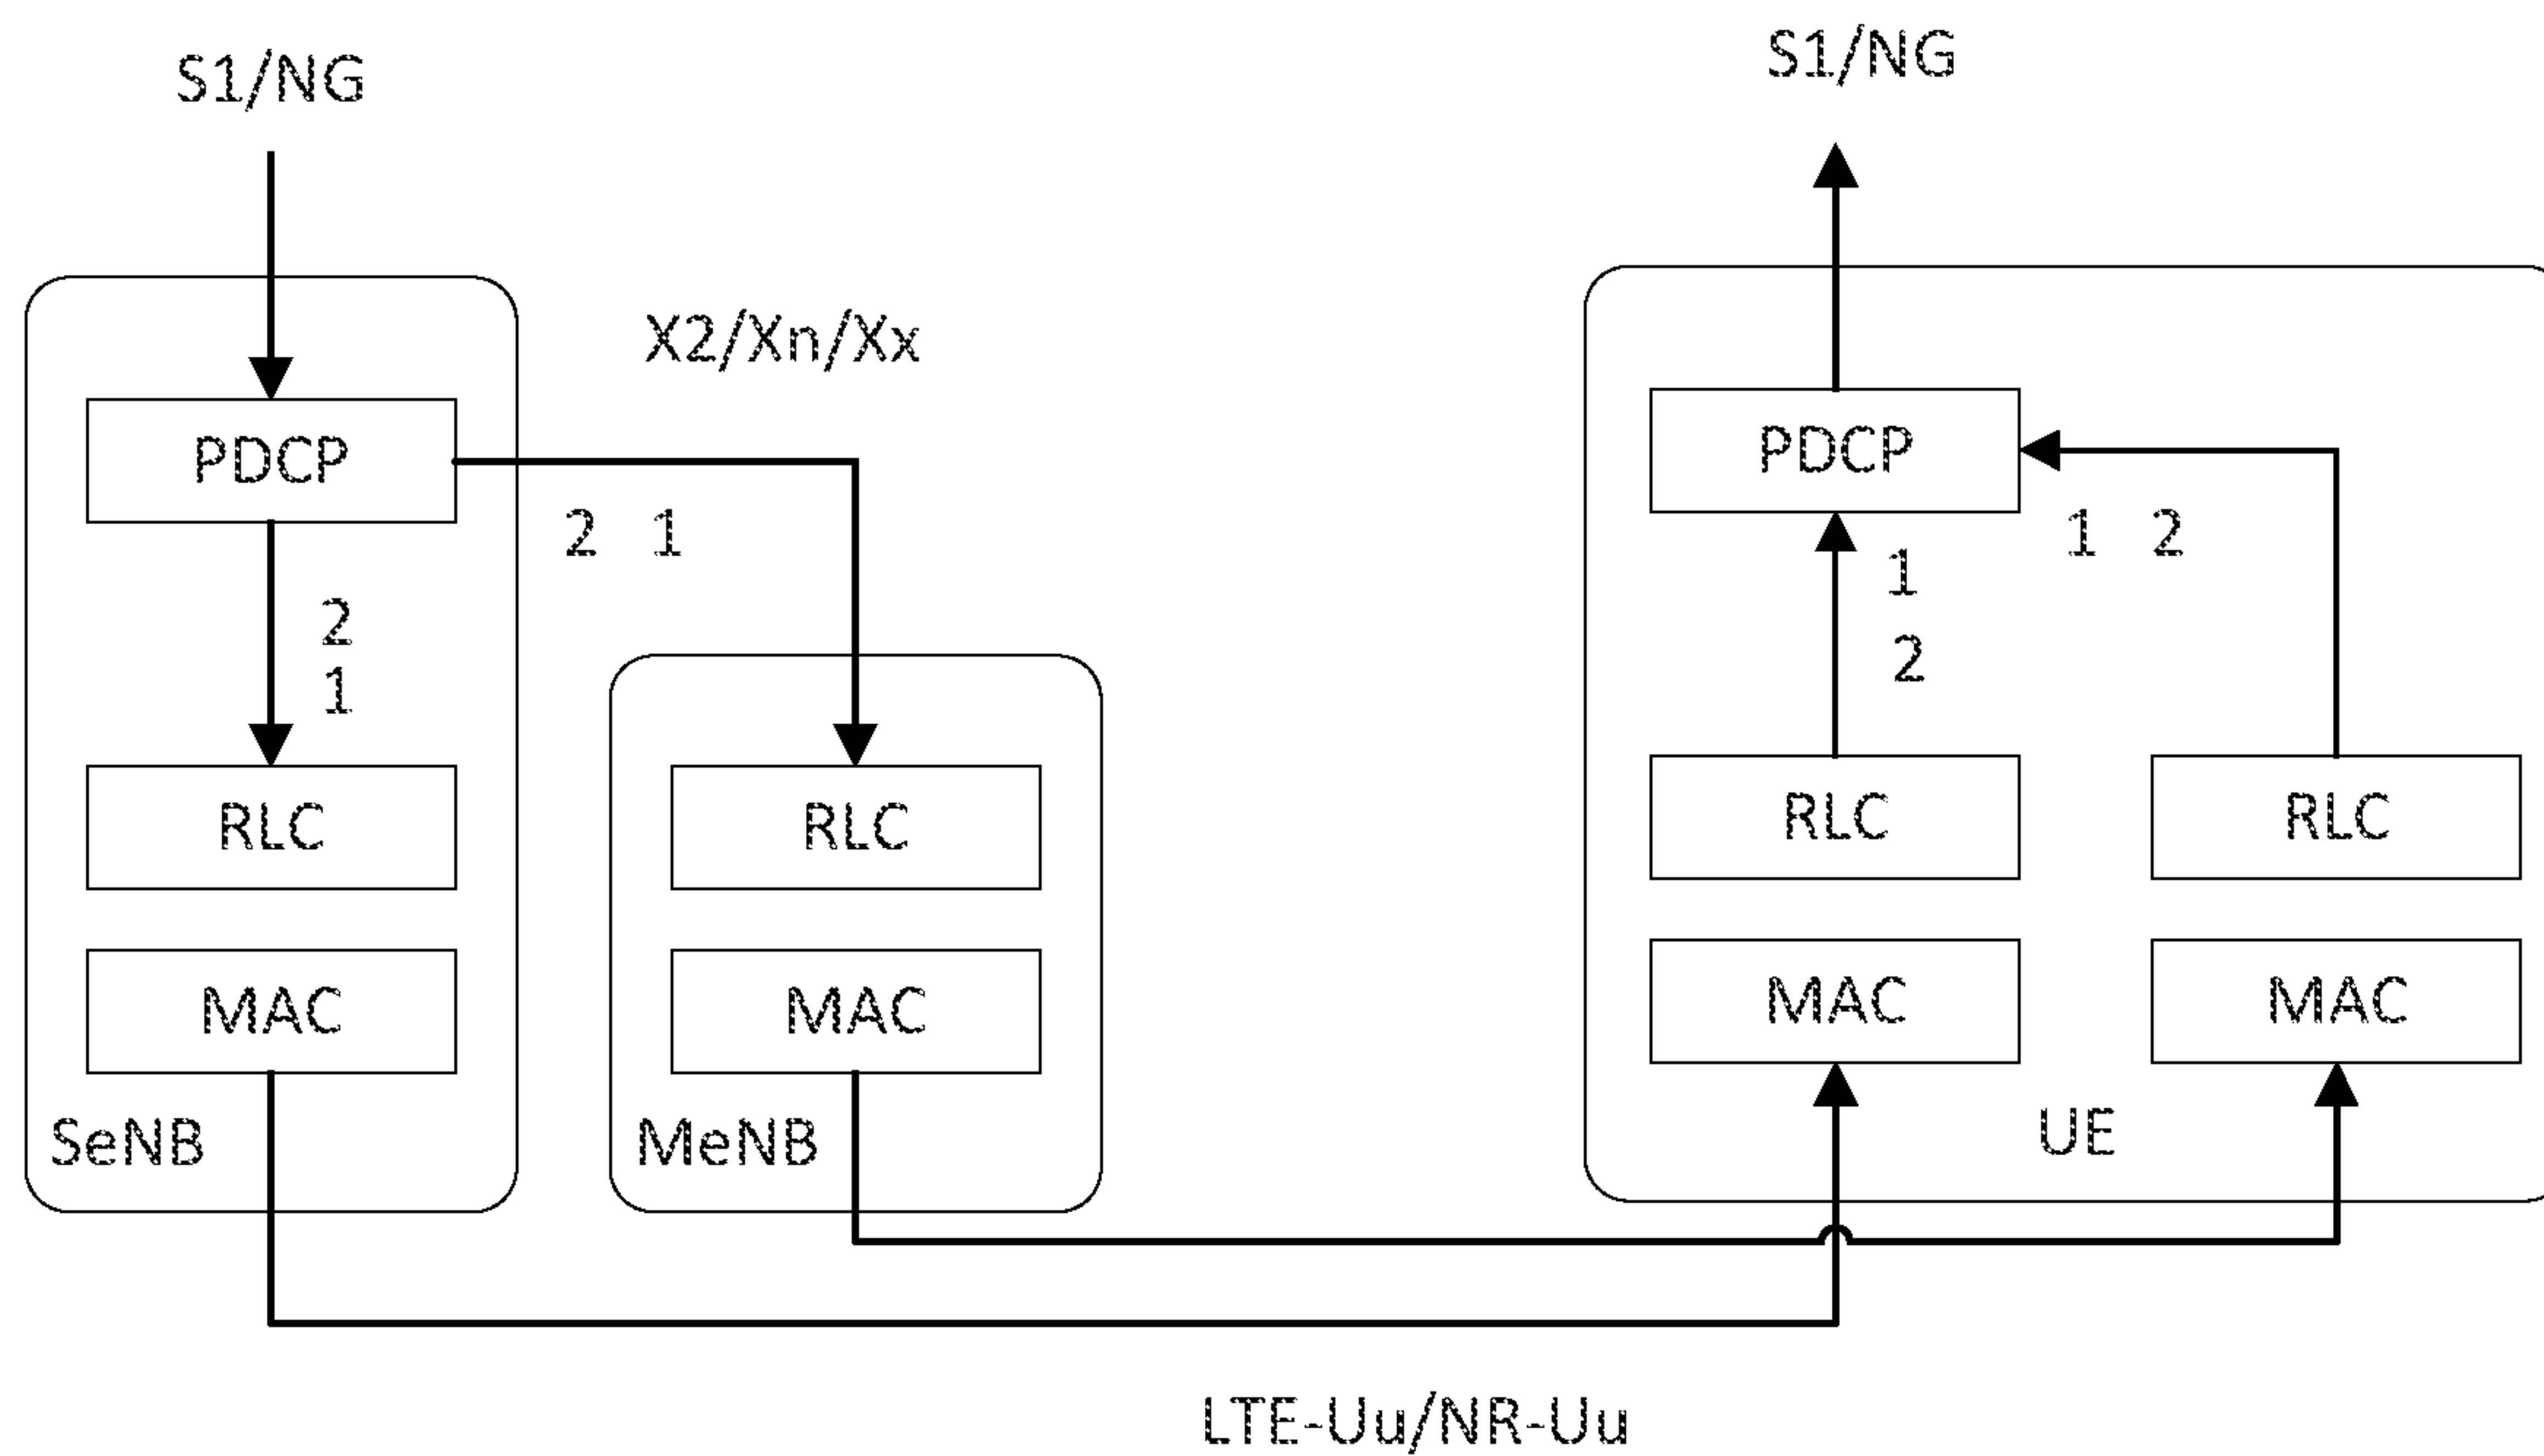 S1/NG
S1/NG
X2/Xn/Xx
PDCP
PDCP
2 1
1 2
1
2
2
1
RLC
RLC
RLC
RLC
MAC
MAC
MAC
MAC
SeNB
MeNB
UE
LTE-Uu/NR-Uu